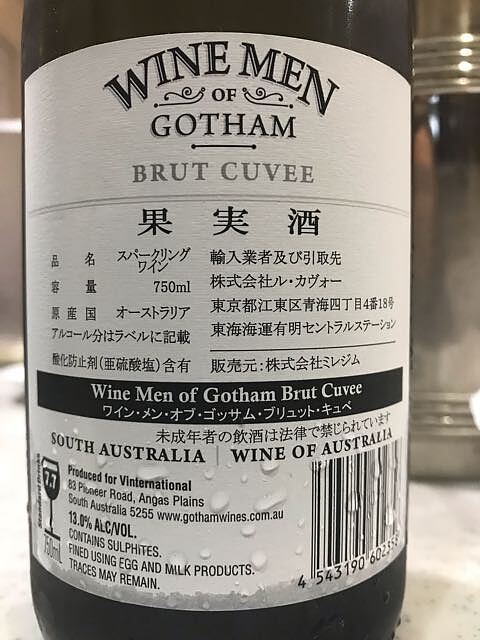 WINE MEN
OF
GOTHAM
BRUT CUVEE
果実酒
品名 スパークリングワイン
容量 750ml
原産国 オーストラリア
アルコール分はラベルに記載
酸化防止剤(亜硫酸塩)含有
輸入業者及び引取先
株式会社ル・カヴォー
東京都江東区青海四丁目4番18号
東海海運有明セントラルステーション
販売元:株式会社ミレジム
Wine Men of Gotham Brut Cuvee
ワイン・メン・オブ・ゴッサム・ブリュット・キュベ
未成年者の飲酒は法律で禁じられています
SOUTH AUSTRALIA | WINE OF AUSTRALIA
Standard Drinks
7.7
750ml
Produced for Vinternational
83 Pioneer Road, Angas Plains
South Australia 5255 www.gothamwines.com.au
13.0% ALC/VOL.
CONTAINS SULPHITES.
FINED USING EGG AND MILK PRODUCTS.
TRACES MAY REMAIN.